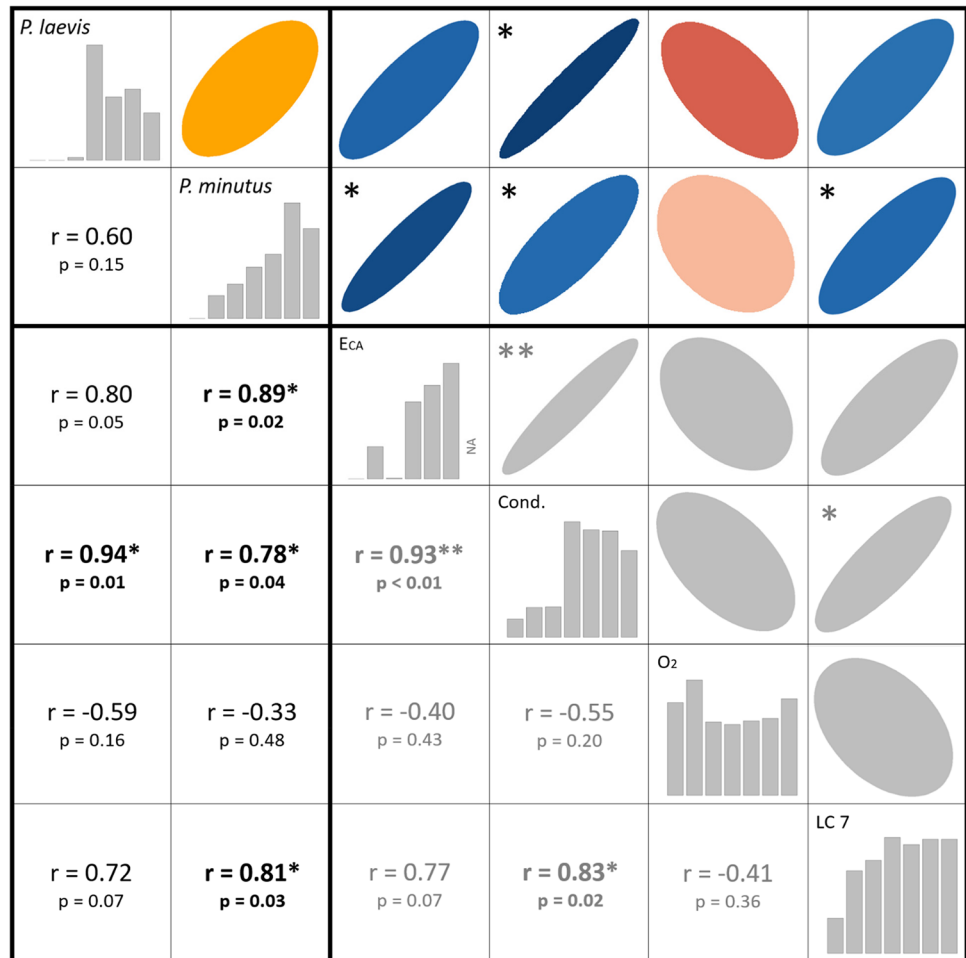 P. laevis
*
P. minutus
*
*
*
r = 0.60
p = 0.15
ECA
NA
**
r = 0.80
p = 0.05
r = 0.89*
p = 0.02
Cond.
*
r = 0.94*
p = 0.01
r = 0.78*
p = 0.04
r = 0.93**
p < 0.01
O2
r = -0.59
p = 0.16
r = -0.33
p = 0.48
r = -0.40
p = 0.43
r = -0.55
p = 0.20
LC 7
r = 0.72
p = 0.07
r = 0.81*
p = 0.03
r = 0.77
p = 0.07
r = 0.83*
p = 0.02
r = -0.41
p = 0.36